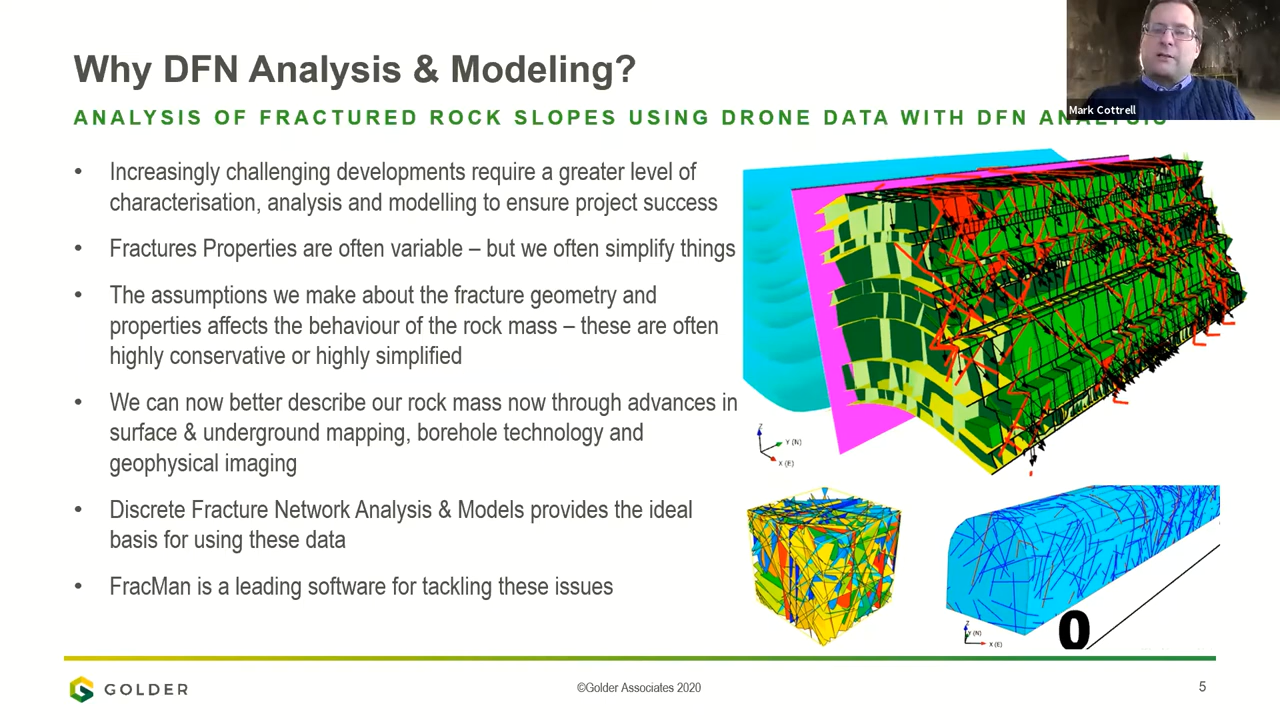 Why DFN Analysis & Modeling?
ANALYSIS OF FRACTURED ROCK SLOPES USING DRONE DATA WITH DFN ANALYSIS
Mark Cottrell
• Increasingly challenging developments require a greater level of
characterisation, analysis and modelling to ensure project success
• Fractures Properties are often variable – but we often simplify things
• The assumptions we make about the fracture geometry and
properties affects the behaviour of the rock mass – these are often
highly conservative or highly simplified
• We can now better describe our rock mass now through advances in
surface & underground mapping, borehole technology and
geophysical imaging
• Discrete Fracture Network Analysis & Models provides the ideal
basis for using these data
• FracMan is a leading software for tackling these issues
Z
Y (N)
X (E)
Z
Y (N)
X (E)
0
GOLDER
©Golder Associates 2020
5